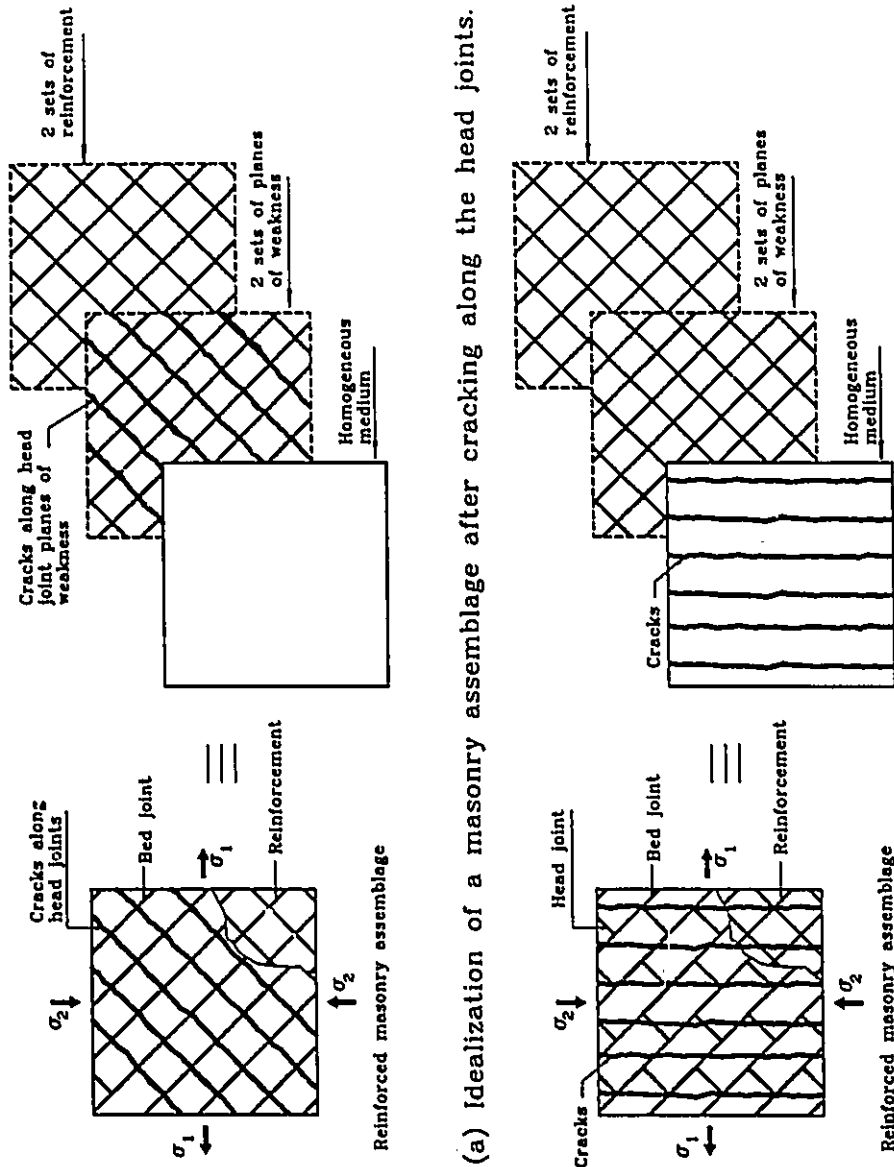 Cracks along
head joints
Bed joint
σ₂
σ₁
σ₁
Reinforcement
σ₂
Reinforced masonry assemblage
Cracks along head
joint planes of
weakness
2 sets of
reinforcement
2 sets of planes
of weakness
Homogeneous
medium
(a) Idealization of a masonry assemblage after cracking along the head joints.
Cracks
Head joint
Bed joint
σ₂
σ₁
σ₁
Reinforcement
σ₂
Reinforced masonry assemblage
Cracks
2 sets of
reinforcement
2 sets of planes
of weakness
Homogeneous
medium